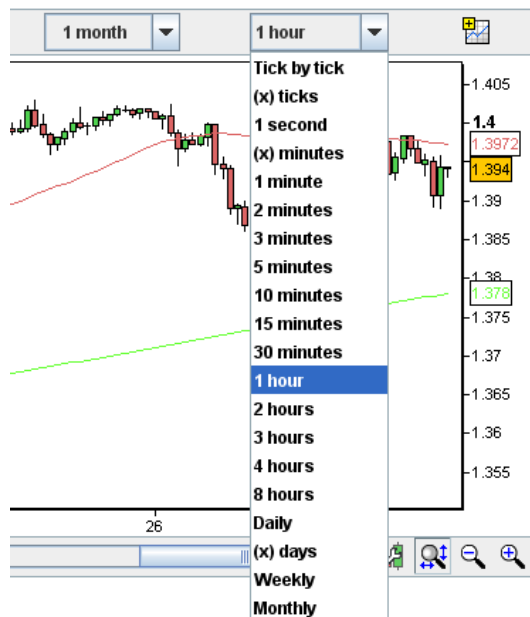 1 month
1 hour
Tick by tick
(x) ticks
1 second
(x) minutes
1 minute
2 minutes
3 minutes
5 minutes
10 minutes
15 minutes
30 minutes
1 hour
2 hours
3 hours
4 hours
8 hours
Daily
(x) days
Weekly
Monthly
1.405
1.4
1.3972
1.394
1.39
1.385
1.38
1.378
1.375
1.37
1.365
1.36
1.355
26